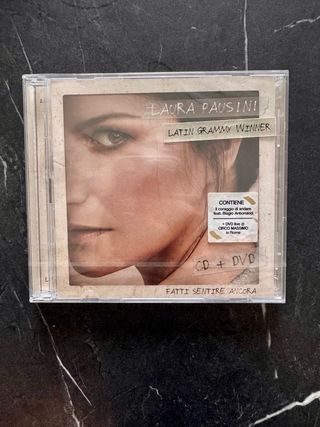 LAURA PAUSINI
LATIN GRAMMY WINNER
CONTIENE
Il coraggio di andare
feat. Biagio Antonacci
+ DVD live @
CIRCO MASSIMO
in Roma
CD + DVD
FATTI SENTIRE ANCORA